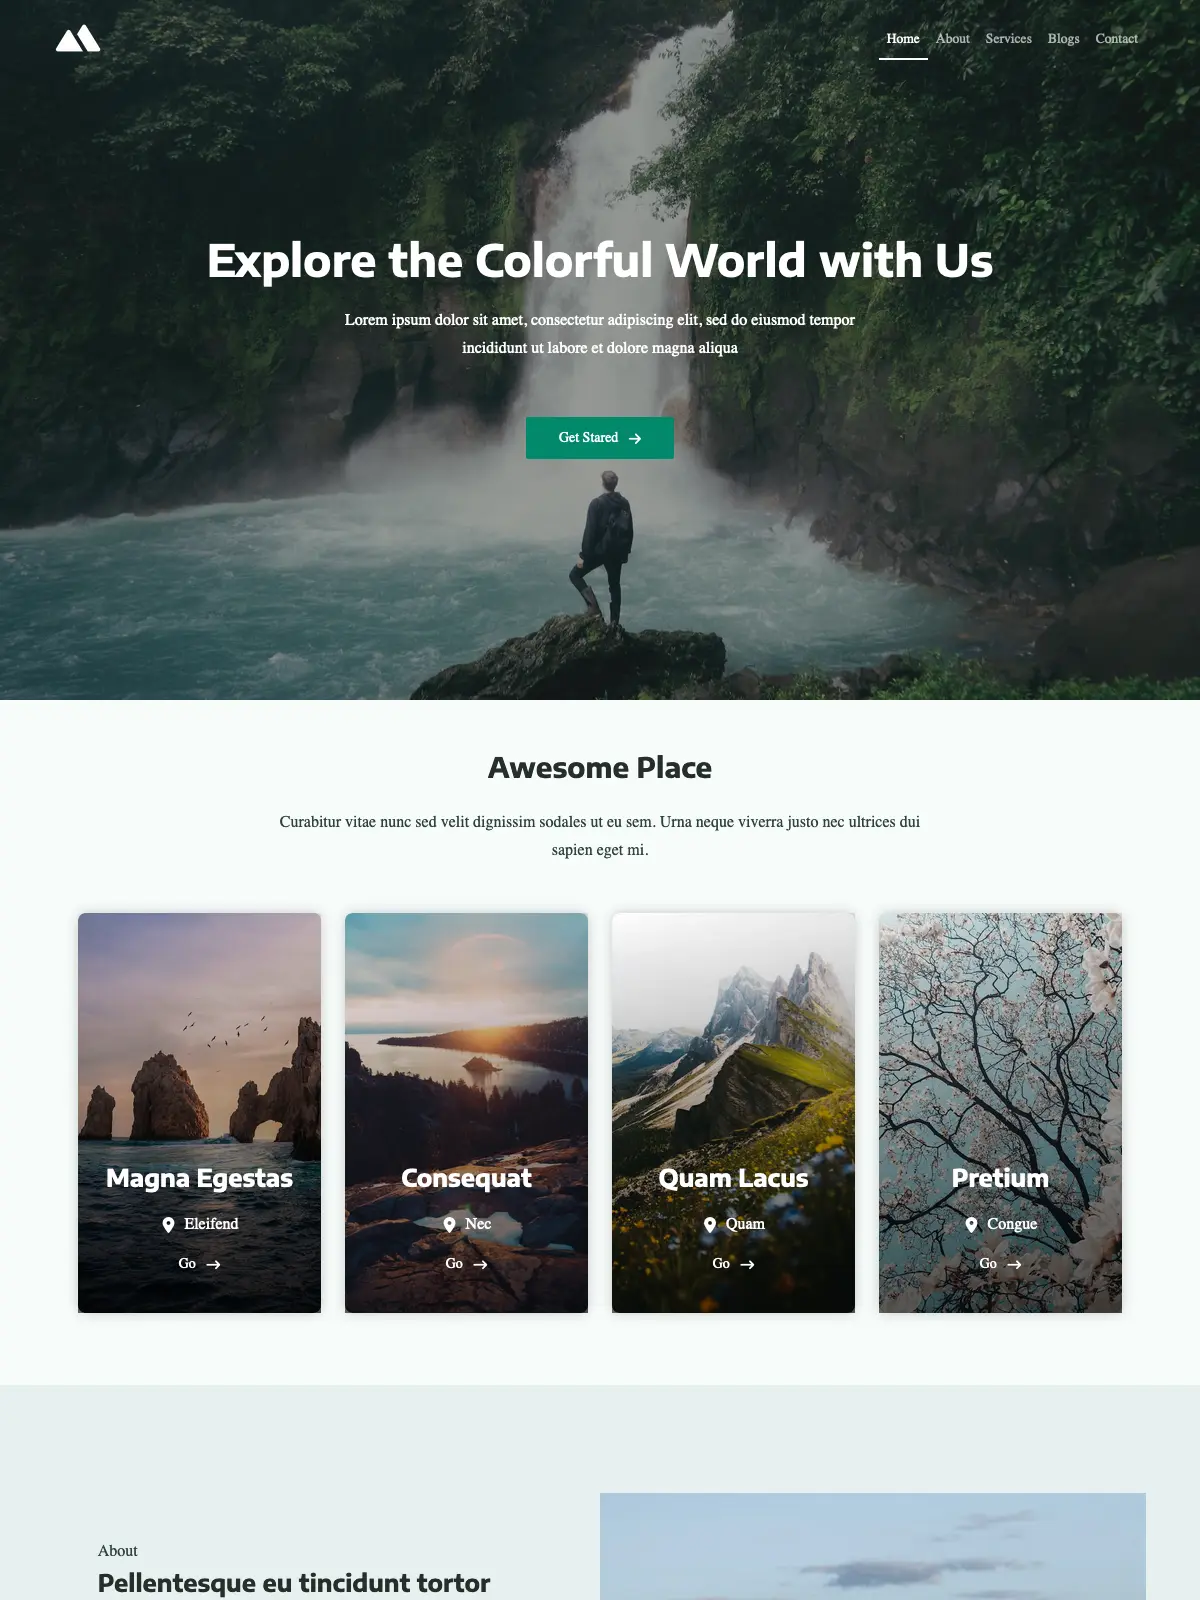 Home About Services Blogs Contact
Explore the Colorful World with Us
Lorem ipsum dolor sit amet, consectetur adipiscing elit, sed do eiusmod tempor
incididunt ut labore et dolore magna aliqua
Get Stared
Awesome Place
Curabitur vitae nunc sed velit dignissim sodales ut eu sem. Urna neque viverra justo nec ultrices dui
sapien eget mi.
Magna Egestas
Eleifend
Go
Consequat
Nec
Go
Quam Lacus
Quam
Go
Pretium
Congue
Go
About
Pellentesque eu tincidunt tortor